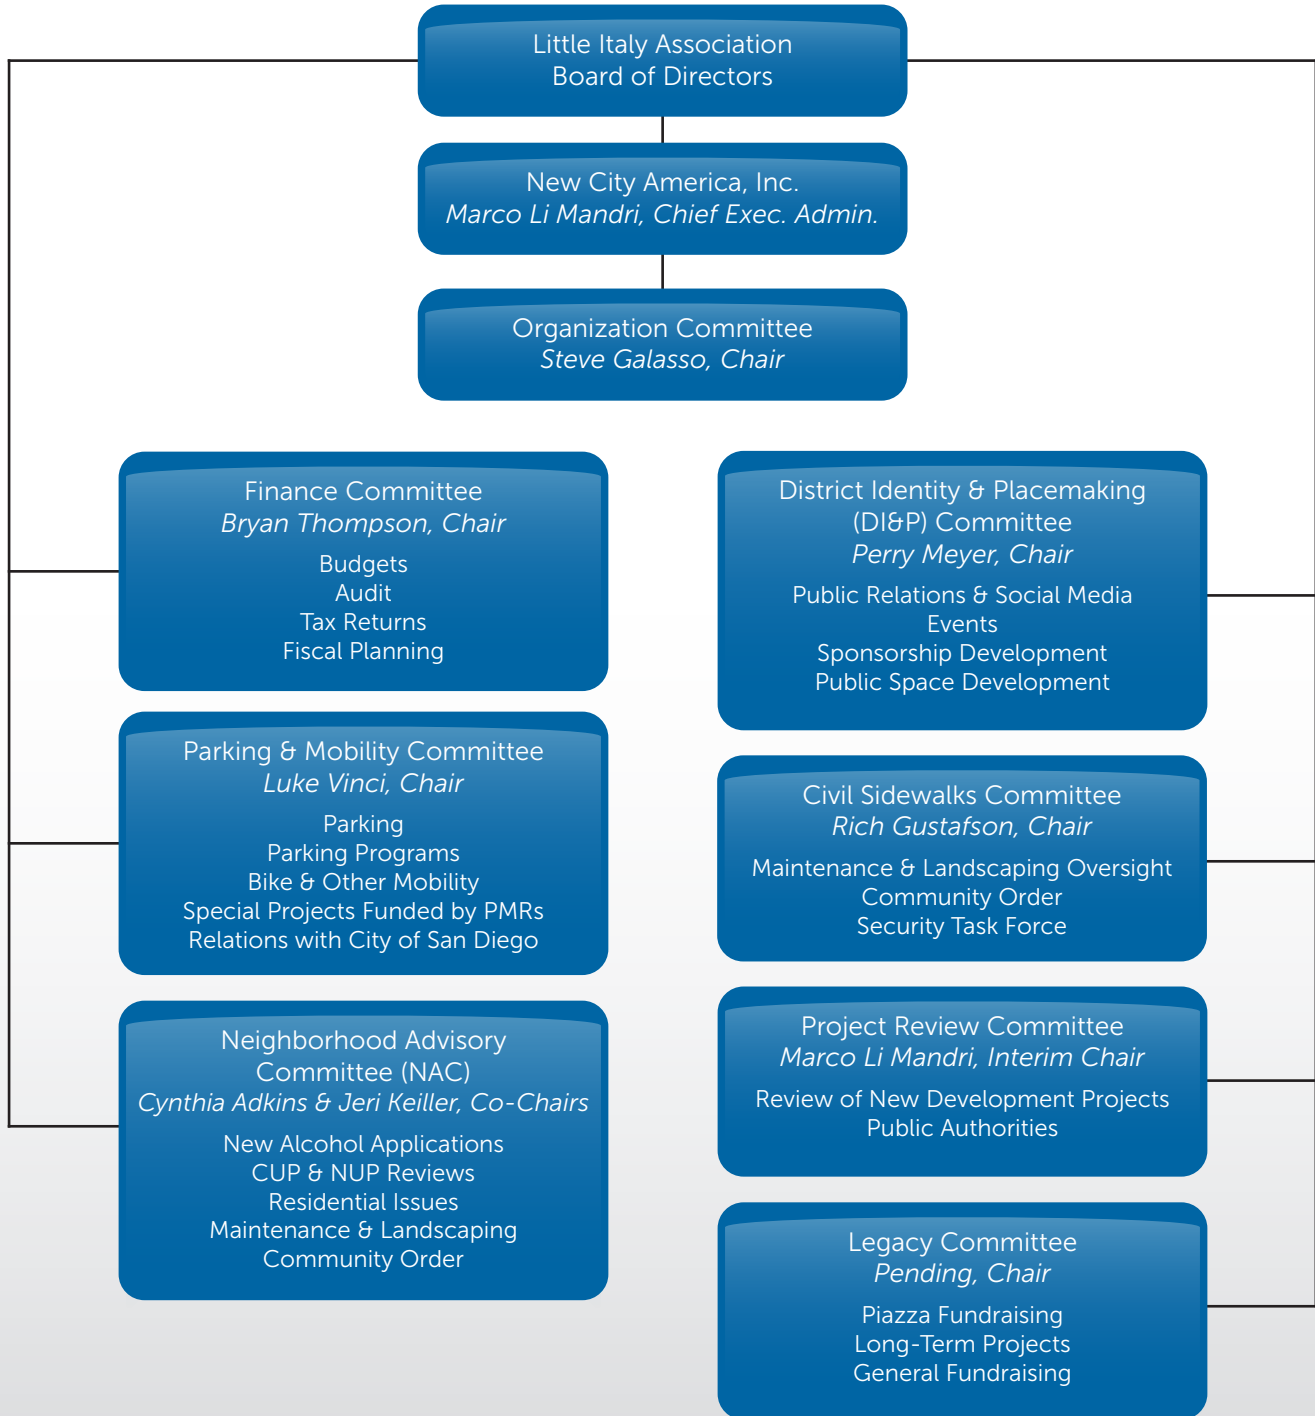 Little Italy Association
Board of Directors
New City America, Inc.
Marco Li Mandri, Chief Exec. Admin.
Organization Committee
Steve Galasso, Chair
Finance Committee
Bryan Thompson, Chair
Budgets
Audit
Tax Returns
Fiscal Planning
Parking & Mobility Committee
Luke Vinci, Chair
Parking
Parking Programs
Bike & Other Mobility
Special Projects Funded by PMRs
Relations with City of San Diego
Neighborhood Advisory
Committee (NAC)
Cynthia Adkins & Jeri Keiller, Co-Chairs
New Alcohol Applications
CUP & NUP Reviews
Residential Issues
Maintenance & Landscaping
Community Order
District Identity & Placemaking
(DI&P) Committee
Perry Meyer, Chair
Public Relations & Social Media
Events
Sponsorship Development
Public Space Development
Civil Sidewalks Committee
Rich Gustafson, Chair
Maintenance & Landscaping Oversight
Community Order
Security Task Force
Project Review Committee
Marco Li Mandri, Interim Chair
Review of New Development Projects
Public Authorities
Legacy Committee
Pending, Chair
Piazza Fundraising
Long-Term Projects
General Fundraising